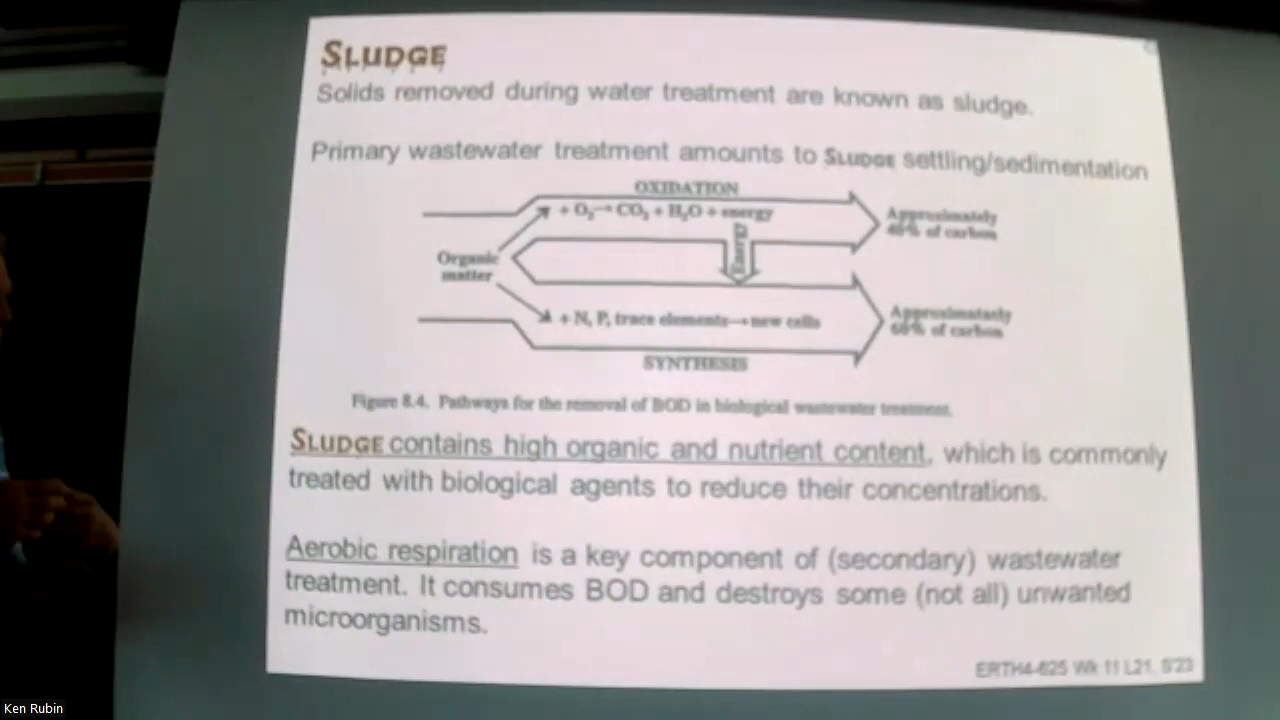 SLUDGE
Solids removed during water treatment are known as sludge.
Primary wastewater treatment amounts to SLUDGE settling/sedimentation
OXIDATION
+ O₂→CO₂ + H₂O + energy
Approximately
40% of carbon
Energy
Organic
matter
+ N, P, trace elements→new cells
Approximately
60% of carbon
SYNTHESIS
Figure 8.4. Pathways for the removal of BOD in biological wastewater treatment.
SLUDGE contains high organic and nutrient content, which is commonly
treated with biological agents to reduce their concentrations.
Aerobic respiration is a key component of (secondary) wastewater
treatment. It consumes BOD and destroys some (not all) unwanted
microorganisms.
Wk 11 L21, S'23
Ken Rubin